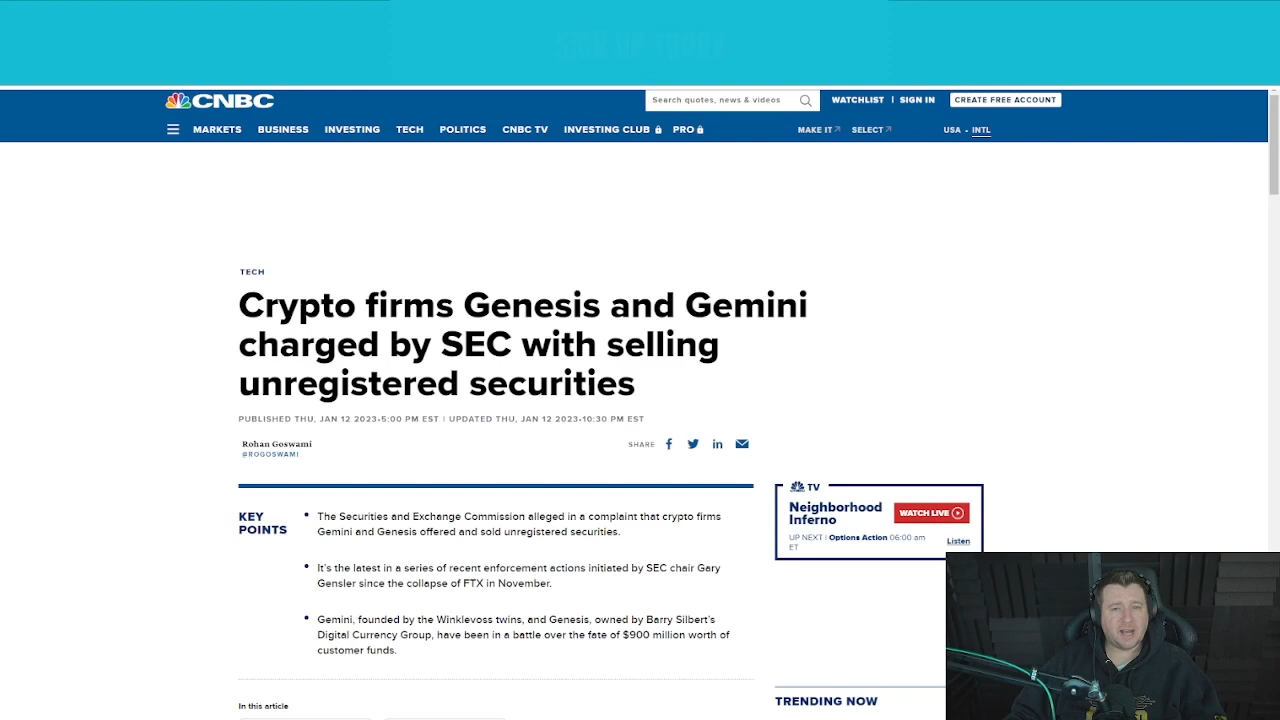 CNBC
Search quotes, news & videos
WATCHLIST | SIGN IN
CREATE FREE ACCOUNT
MARKETS BUSINESS INVESTING TECH POLITICS CNBC TV INVESTING CLUB PRO
MAKE IT SELECT
USA • INTL
TECH
Crypto firms Genesis and Gemini
charged by SEC with selling
unregistered securities
PUBLISHED THU, JAN 12 2023•5:00 PM EST | UPDATED THU, JAN 12 2023•10:30 PM EST
Rohan Goswami
@ROGOSWAMI
SHARE
KEY
POINTS
• The Securities and Exchange Commission alleged in a complaint that crypto firms
Gemini and Genesis offered and sold unregistered securities.
• It's the latest in a series of recent enforcement actions initiated by SEC chair Gary
Gensler since the collapse of FTX in November.
• Gemini, founded by the Winklevoss twins, and Genesis, owned by Barry Silbert's
Digital Currency Group, have been in a battle over the fate of $900 million worth of
customer funds.
In this article
TV
Neighborhood
Inferno
WATCH LIVE
UP NEXT | Options Action 06:00 am
ET
Listen
TRENDING NOW